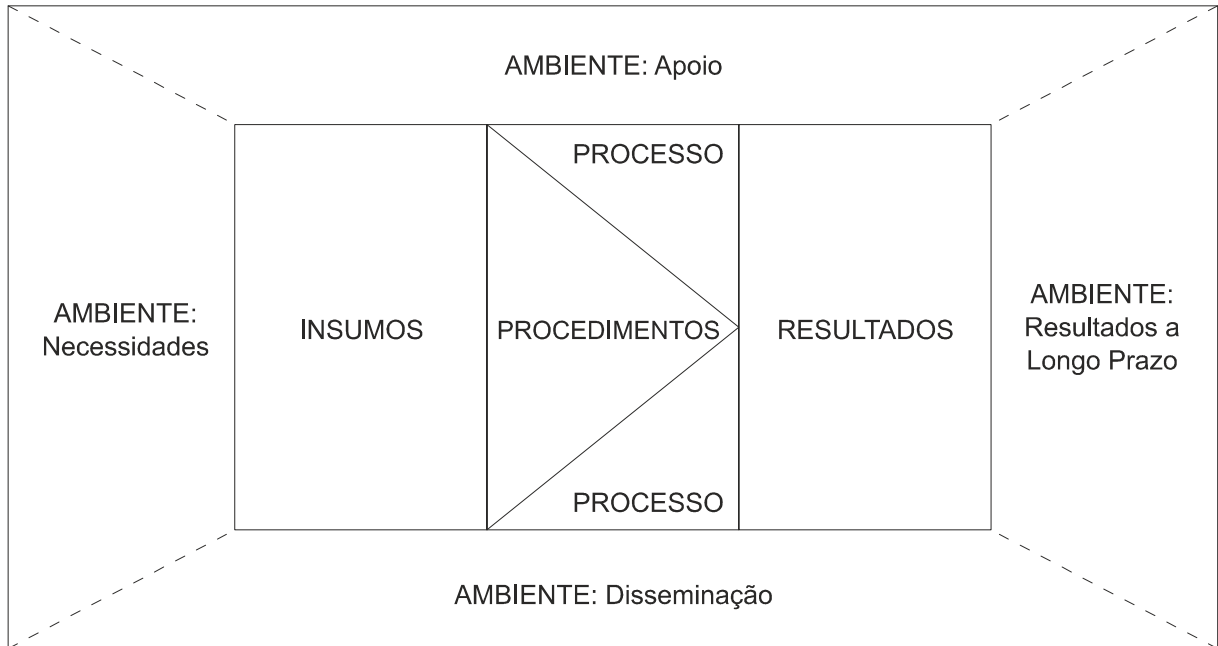 AMBIENTE: Apoio
PROCESSO
AMBIENTE:
Necessidades
INSUMOS
PROCEDIMENTOS
RESULTADOS
AMBIENTE:
Resultados a
Longo Prazo
PROCESSO
AMBIENTE: Disseminação